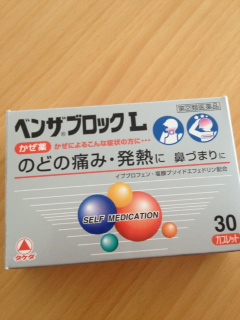 指定第②類医薬品
ベンザ®ブロックL
かぜ薬 かぜによるこんな症状の方に…
のどの痛み・発熱に 鼻づまりに
イブプロフェン・塩酸プソイドエフェドリン配合
SELF MEDICATION
タケダ
30 カプレット